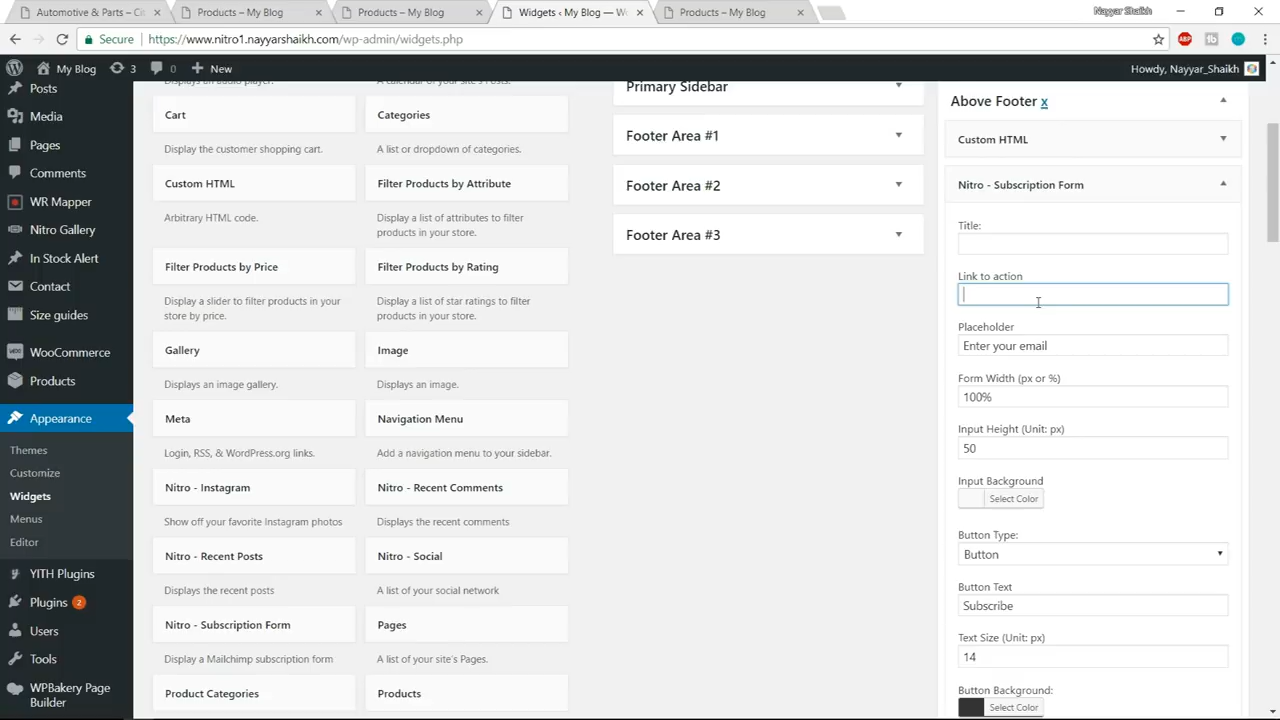 Automotive & Parts – Cit
Products – My Blog
Products – My Blog
Widgets ‹ My Blog — W
Products – My Blog
Nayyar Shaikh
Secure
https://www.nitro1.nayyarshaikh.com/wp-admin/widgets.php
ABP
fb
My Blog
3
0
New
Howdy, Nayyar_Shaikh
Posts
Media
Pages
Comments
WR Mapper
Nitro Gallery
In Stock Alert
Contact
Size guides
WooCommerce
Products
Appearance
Themes
Customize
Widgets
Menus
Editor
YITH Plugins
Plugins 2
Users
Tools
WPBakery Page
Builder
Displays an audio player.
A calendar of your site's Posts.
Cart
Categories
Display the customer shopping cart.
A list or dropdown of categories.
Custom HTML
Filter Products by Attribute
Arbitrary HTML code.
Display a list of attributes to filter
products in your store.
Filter Products by Price
Filter Products by Rating
Display a slider to filter products in your
store by price.
Display a list of star ratings to filter
products in your store.
Gallery
Image
Displays an image gallery.
Displays an image.
Meta
Navigation Menu
Login, RSS, & WordPress.org links.
Add a navigation menu to your sidebar.
Nitro - Instagram
Nitro - Recent Comments
Show off your favorite Instagram photos
Displays the recent comments
Nitro - Recent Posts
Nitro - Social
Displays the recent posts
A list of your social network
Nitro - Subscription Form
Pages
Display a Mailchimp subscription form
A list of your site's Pages.
Product Categories
Products
Primary Sidebar
Footer Area #1
Footer Area #2
Footer Area #3
Above Footer x
Custom HTML
Nitro - Subscription Form
Title:
Link to action
Placeholder
Enter your email
Form Width (px or %)
100%
Input Height (Unit: px)
50
Input Background
Select Color
Button Type:
Button
Button Text
Subscribe
Text Size (Unit: px)
14
Button Background:
Select Color